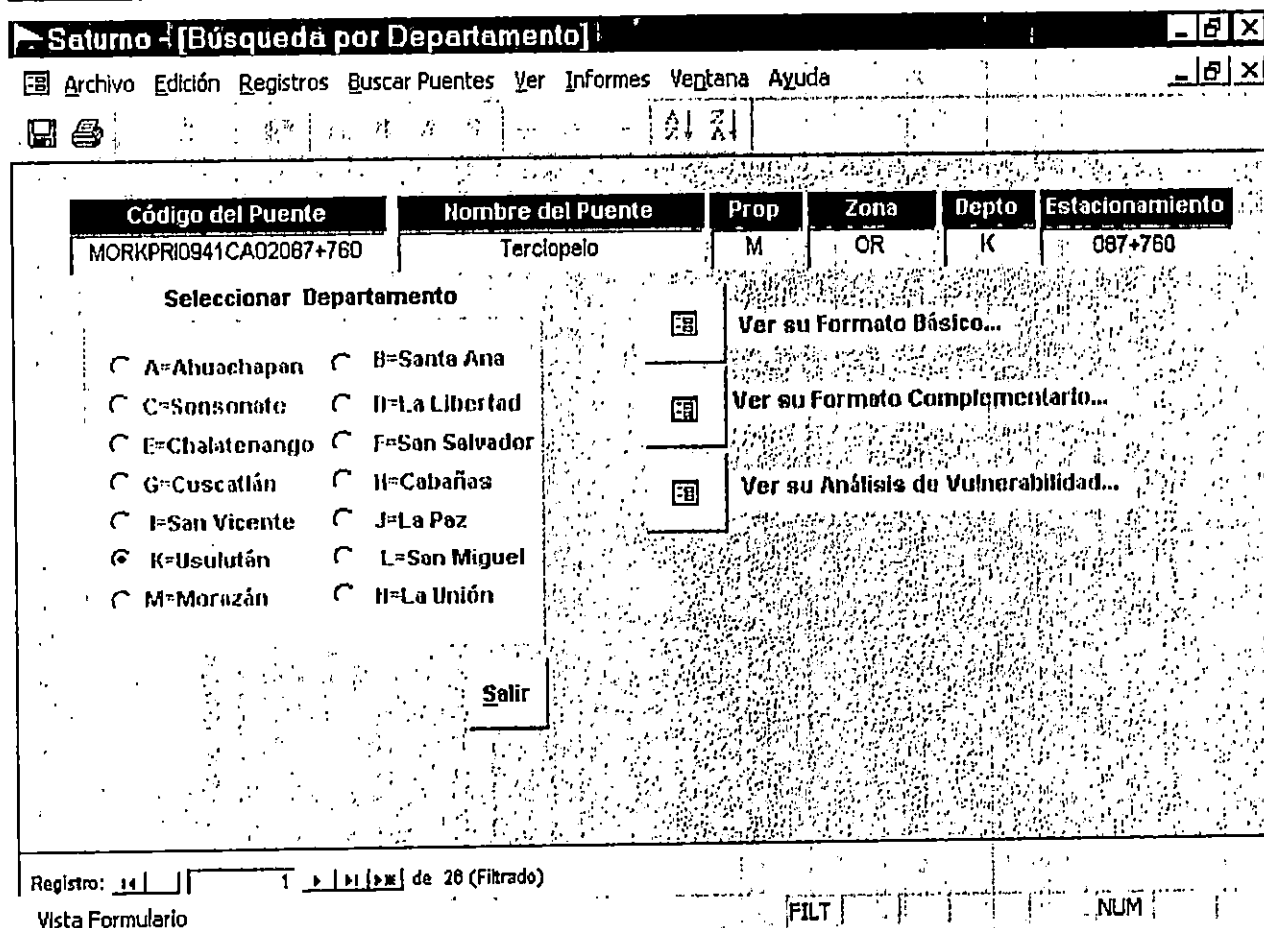 Saturno - [Búsqueda por Departamento]
Archivo Edición Registros Buscar Puentes Ver Informes Ventana Ayuda
Código del Puente Nombre del Puente Prop Zona Depto Estacionamiento
MORKPRI0941CA02087+760 Terciopelo M OR K 087+760
Seleccionar Departamento
A=Ahuachapan B=Santa Ana
C=Sonsonate D=La Libertad
E=Chalatenango F=San Salvador
G=Cuscatlán H=Cabañas
I=San Vicente J=La Paz
K=Usulután L=San Miguel
M=Morazán N=La Unión
Ver su Formato Básico...
Ver su Formato Complementario...
Ver su Análisis de Vulnerabilidad...
Salir
Registro: 1 de 28 (Filtrado)
Vista Formulario FILT NUM